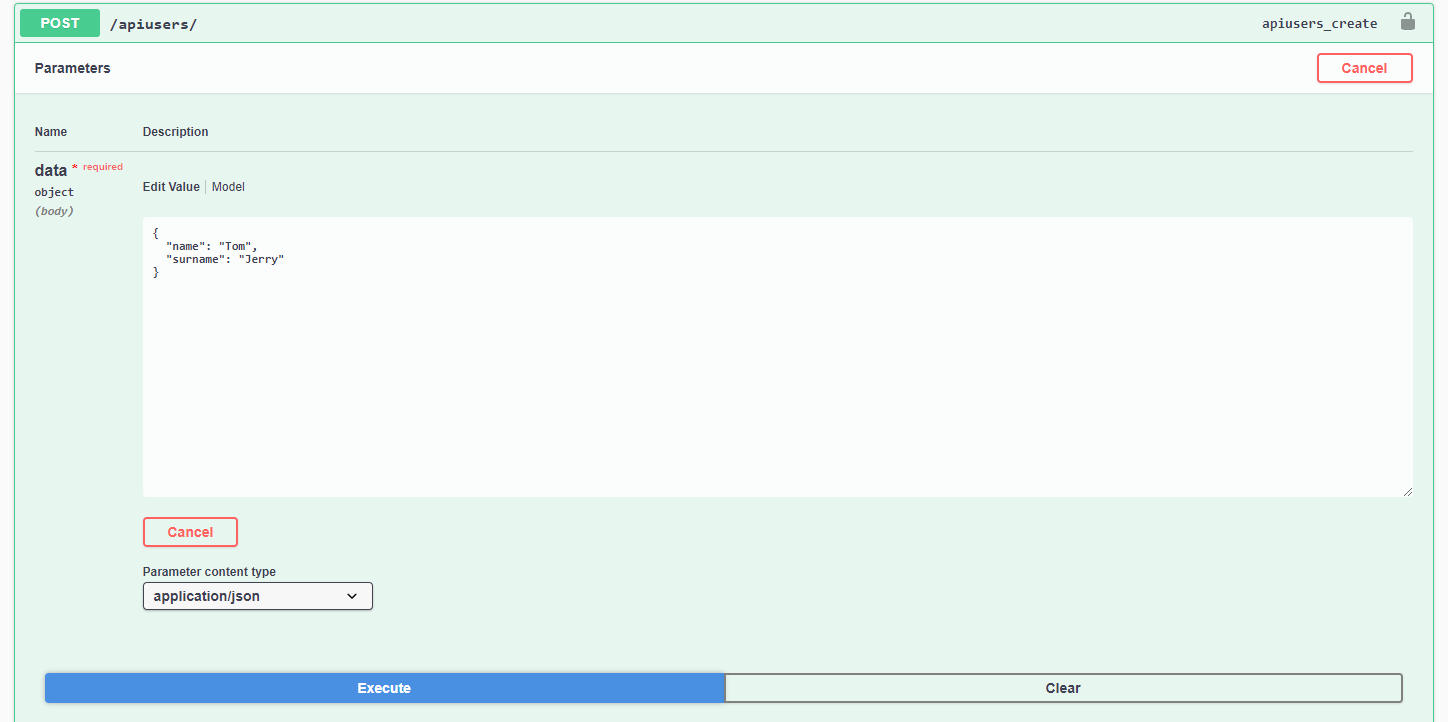 POST /apiusers/ apiusers_create
Parameters Cancel
Name Description
data * required
object
(body)
Edit Value | Model
{
  "name": "Tom",
  "surname": "Jerry"
}
Cancel
Parameter content type
application/json
Execute Clear